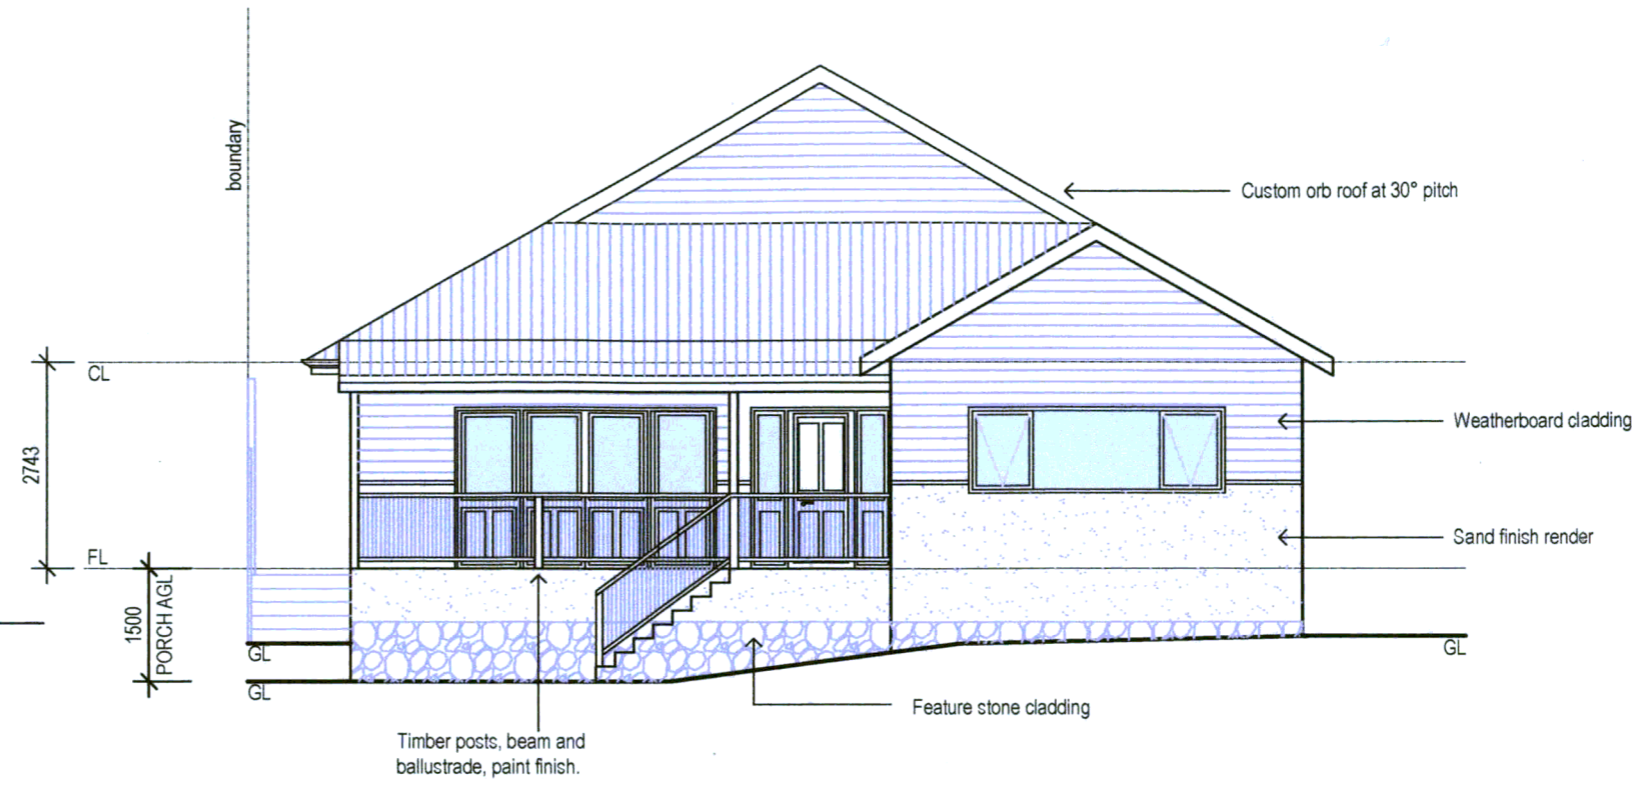 boundary
Custom orb roof at 30° pitch
CL
Weatherboard cladding
2743
Sand finish render
FL
1500
PORCH AGL
GL
GL
GL
Feature stone cladding
Timber posts, beam and
ballustrade, paint finish.